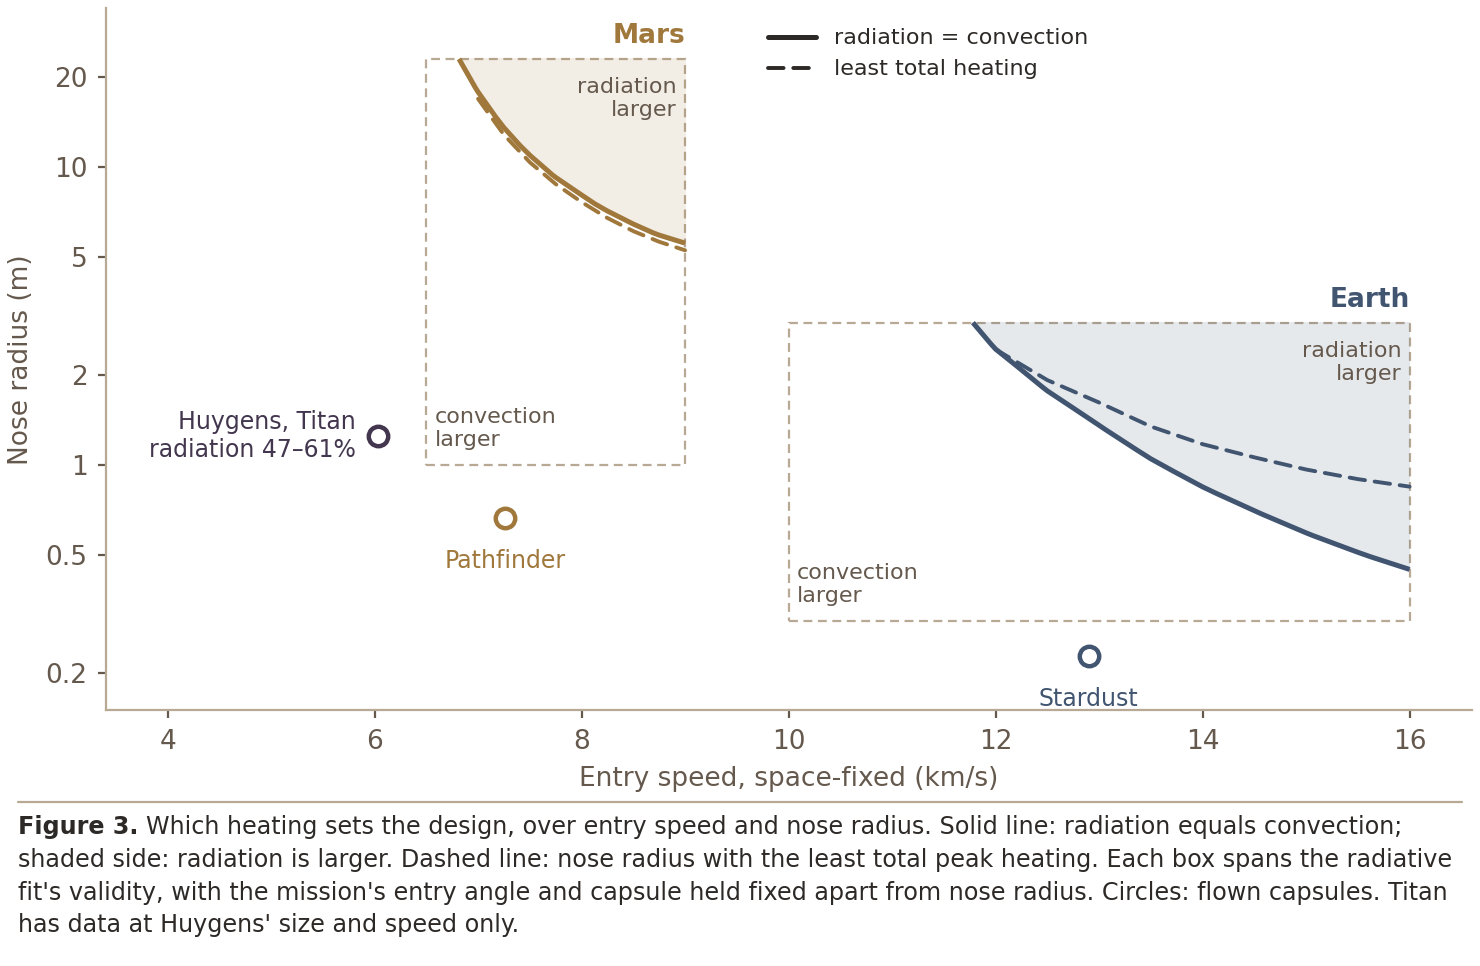 Mars
radiation = convection
least total heating
20
radiation
larger
10
5
Earth
radiation
larger
2
Nose radius (m)
Huygens, Titan
radiation 47–61%
convection
larger
1
0.5
Pathfinder
convection
larger
0.2
Stardust
4
6
8
10
12
14
16
Entry speed, space-fixed (km/s)
Figure 3. Which heating sets the design, over entry speed and nose radius. Solid line: radiation equals convection;
shaded side: radiation is larger. Dashed line: nose radius with the least total peak heating. Each box spans the radiative
fit's validity, with the mission's entry angle and capsule held fixed apart from nose radius. Circles: flown capsules. Titan
has data at Huygens' size and speed only.